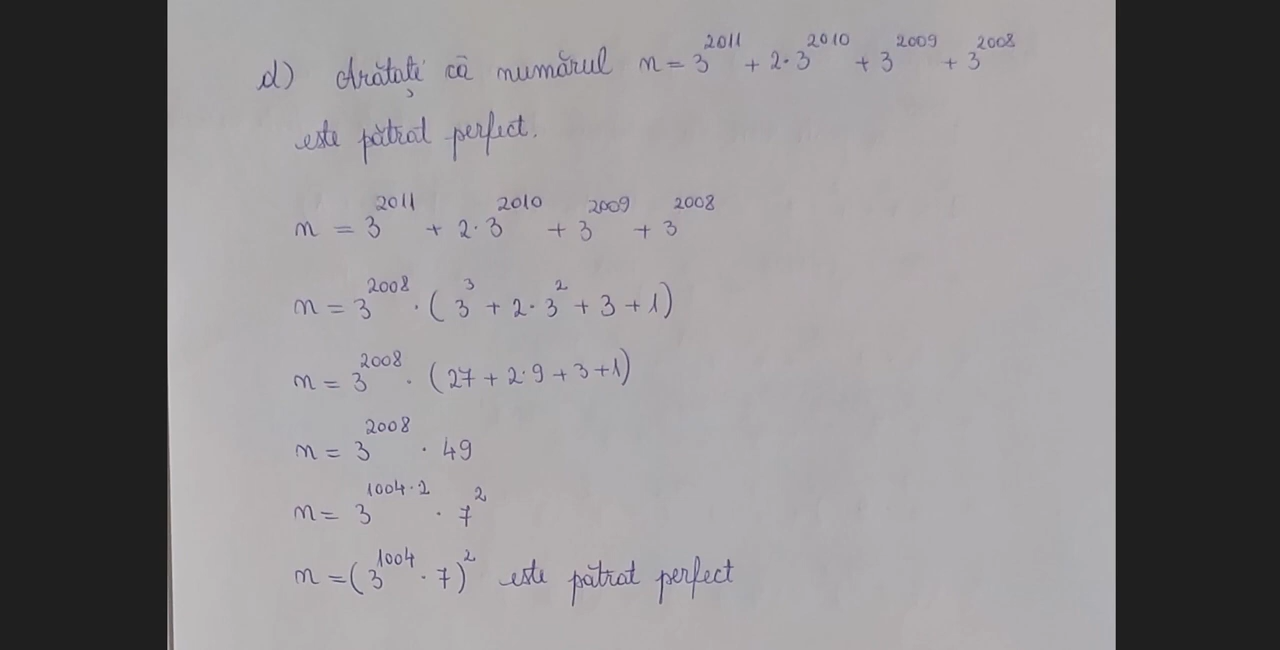 d) Arătați că numărul n = 3^2011 + 2·3^2010 + 3^2009 + 3^2008
este pătrat perfect.
n = 3^2011 + 2·3^2010 + 3^2009 + 3^2008
n = 3^2008 · (3^3 + 2·3^2 + 3 + 1)
n = 3^2008 · (27 + 2·9 + 3 + 1)
n = 3^2008 · 49
n = 3^1004·2 · 7^2
n = (3^1004 · 7)^2 este pătrat perfect